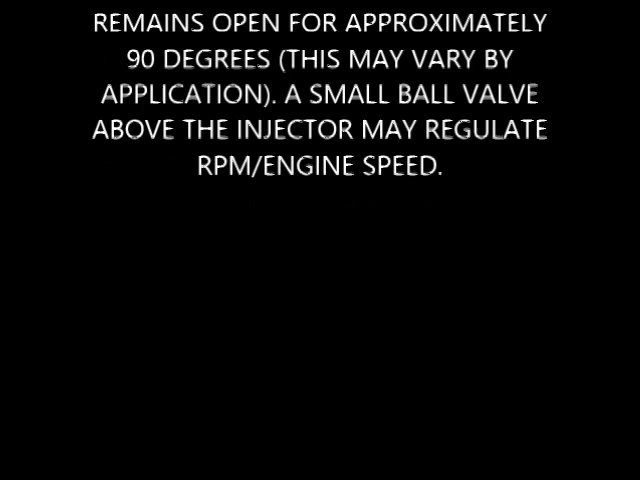 REMAINS OPEN FOR APPROXIMATELY
90 DEGREES (THIS MAY VARY BY
APPLICATION). A SMALL BALL VALVE
ABOVE THE INJECTOR MAY REGULATE
RPM/ENGINE SPEED.